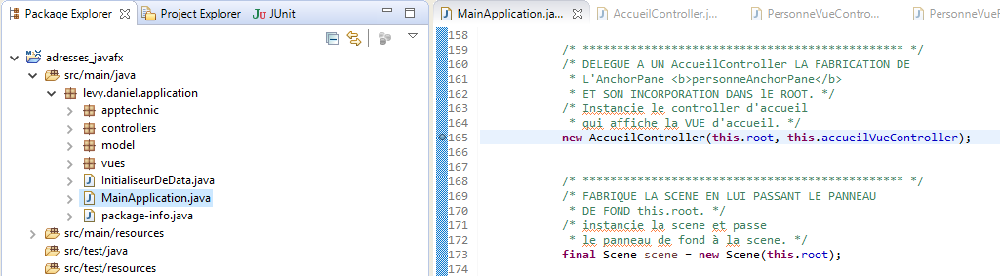 Package Explorer
Project Explorer
JUnit
adresses_javafx
src/main/java
levy.daniel.application
apptechnic
controllers
model
vues
InitialiseurDeData.java
MainApplication.java
package-info.java
src/main/resources
src/test/java
src/test/resources
MainApplication.ja...
AccueilController.j...
PersonneVueContro...
PersonneVu
158
159 /* *********************************************** */
160 /* DELEGUE A UN AccueilController LA FABRICATION DE
161 * L'AnchorPane <b>personneAnchorPane</b>
162 * ET SON INCORPORATION DANS lE ROOT. */
163 /* Instancie le controller d'accueil
164 * qui affiche la VUE d'accueil. */
165 new AccueilController(this.root, this.accueilVueController);
166
167
168 /* *********************************************** */
169 /* FABRIQUE LA SCENE EN LUI PASSANT LE PANNEAU
170 * DE FOND this.root. */
171 /* instancie la scene et passe
172 * le panneau de fond à la scene. */
173 final Scene scene = new Scene(this.root);
174